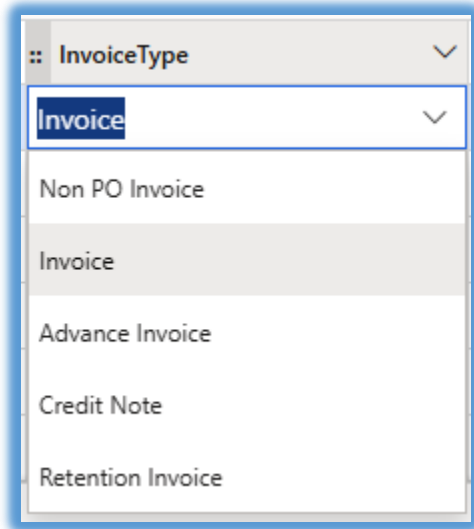 :: InvoiceType
Invoice
Non PO Invoice
Invoice
Advance Invoice
Credit Note
Retention Invoice